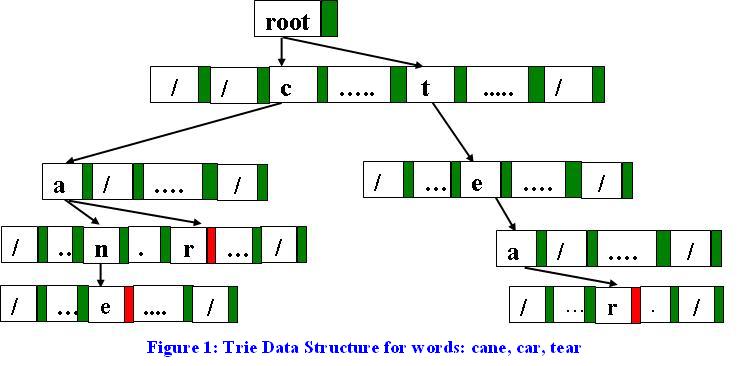 root
/ / c ..... t ..... /
a / .... /
/ ... e .... /
/ .. n . r ... /
a / .... /
/ ... e .... /
/ ... r . /
Figure 1: Trie Data Structure for words: cane, car, tear